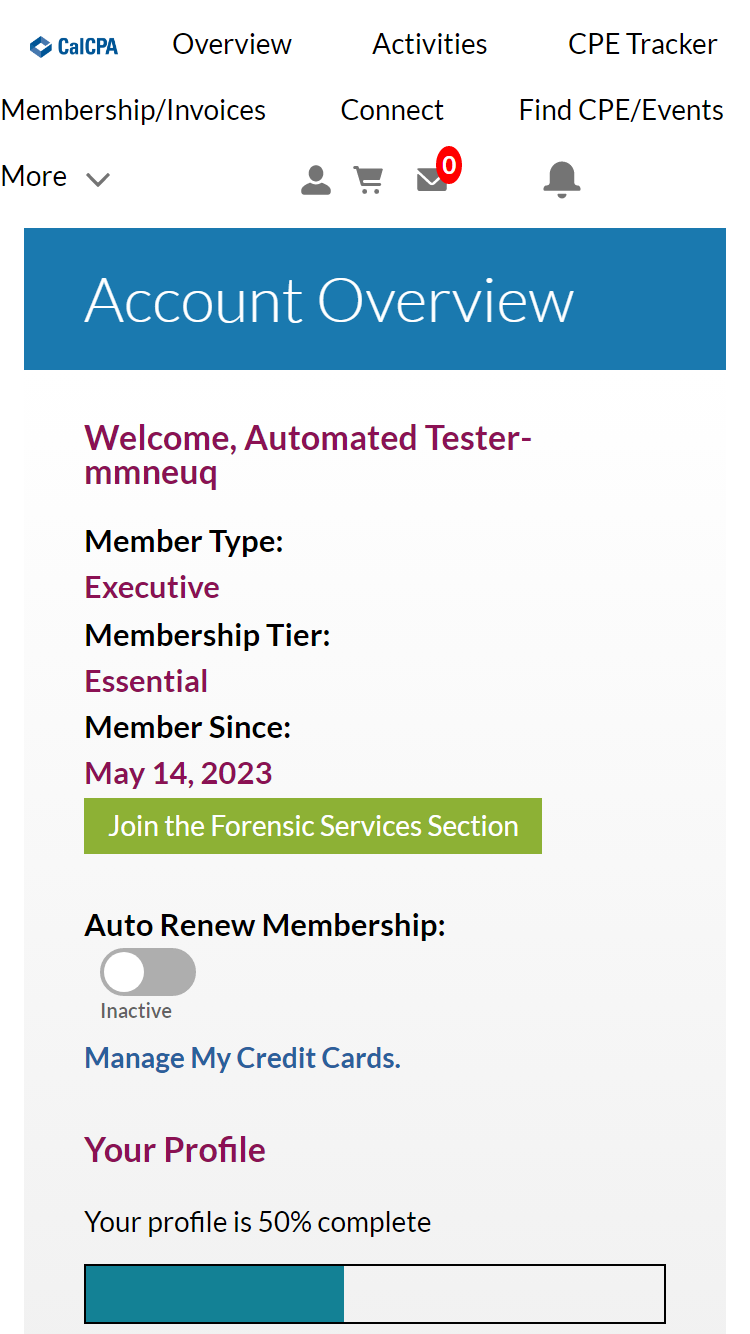 CalCPA Overview Activities CPE Tracker
Membership/Invoices Connect Find CPE/Events
More 0
Account Overview
Welcome, Automated Tester-
mmneuq
Member Type:
Executive
Membership Tier:
Essential
Member Since:
May 14, 2023
Join the Forensic Services Section
Auto Renew Membership:
Inactive
Manage My Credit Cards.
Your Profile
Your profile is 50% complete